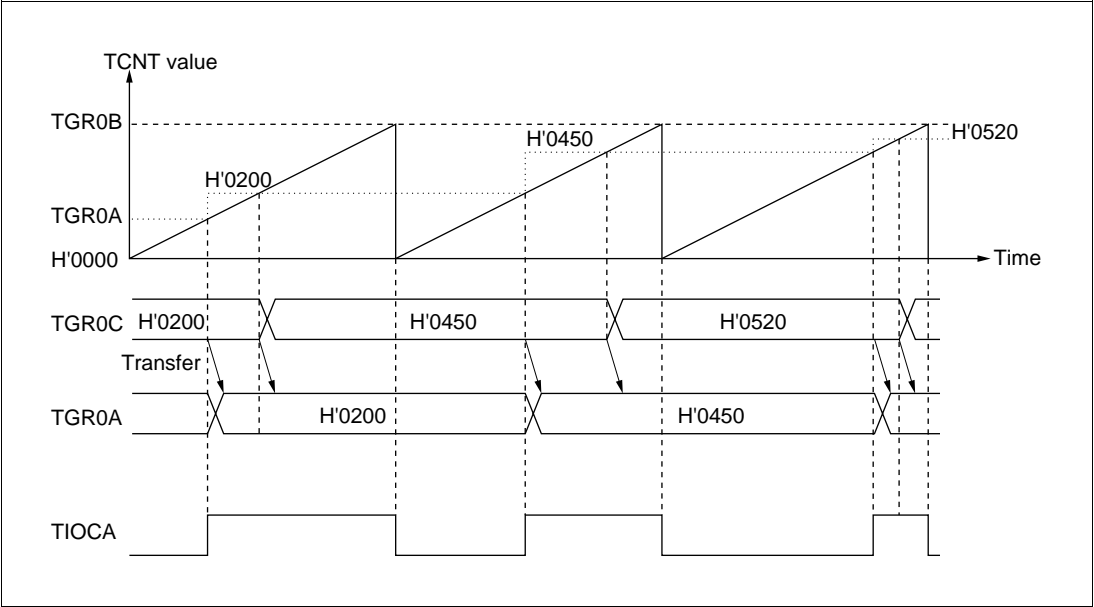 TCNT value
TGR0B
H'0520
H'0450
H'0200
TGR0A
H'0000
Time
TGR0C
H'0200
H'0450
H'0520
Transfer
TGR0A
H'0200
H'0450
TIOCA